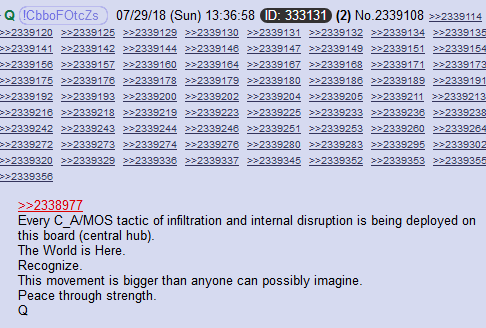 Q !CbboFOtcZs 07/29/18 (Sun) 13:36:58 ID: 333131 (2) No.2339108 >>2339114
>>2339120 >>2339125 >>2339129 >>2339130 >>2339131 >>2339132 >>2339134 >>2339135
>>2339141 >>2339142 >>2339144 >>2339146 >>2339147 >>2339149 >>2339151 >>2339154
>>2339156 >>2339157 >>2339160 >>2339164 >>2339167 >>2339168 >>2339171 >>2339173
>>2339175 >>2339176 >>2339178 >>2339179 >>2339180 >>2339186 >>2339189 >>2339191
>>2339192 >>2339193 >>2339200 >>2339202 >>2339204 >>2339205 >>2339211 >>2339213
>>2339216 >>2339218 >>2339219 >>2339223 >>2339225 >>2339233 >>2339236 >>2339238
>>2339242 >>2339243 >>2339244 >>2339246 >>2339251 >>2339253 >>2339260 >>2339264
>>2339272 >>2339273 >>2339274 >>2339276 >>2339280 >>2339283 >>2339295 >>2339302
>>2339320 >>2339329 >>2339336 >>2339337 >>2339345 >>2339352 >>2339353 >>2339355
>>2339356
>>2338977
Every C_A/MOS tactic of infiltration and internal disruption is being deployed on
this board (central hub).
The World is Here.
Recognize.
This movement is bigger than anyone can possibly imagine.
Peace through strength.
Q